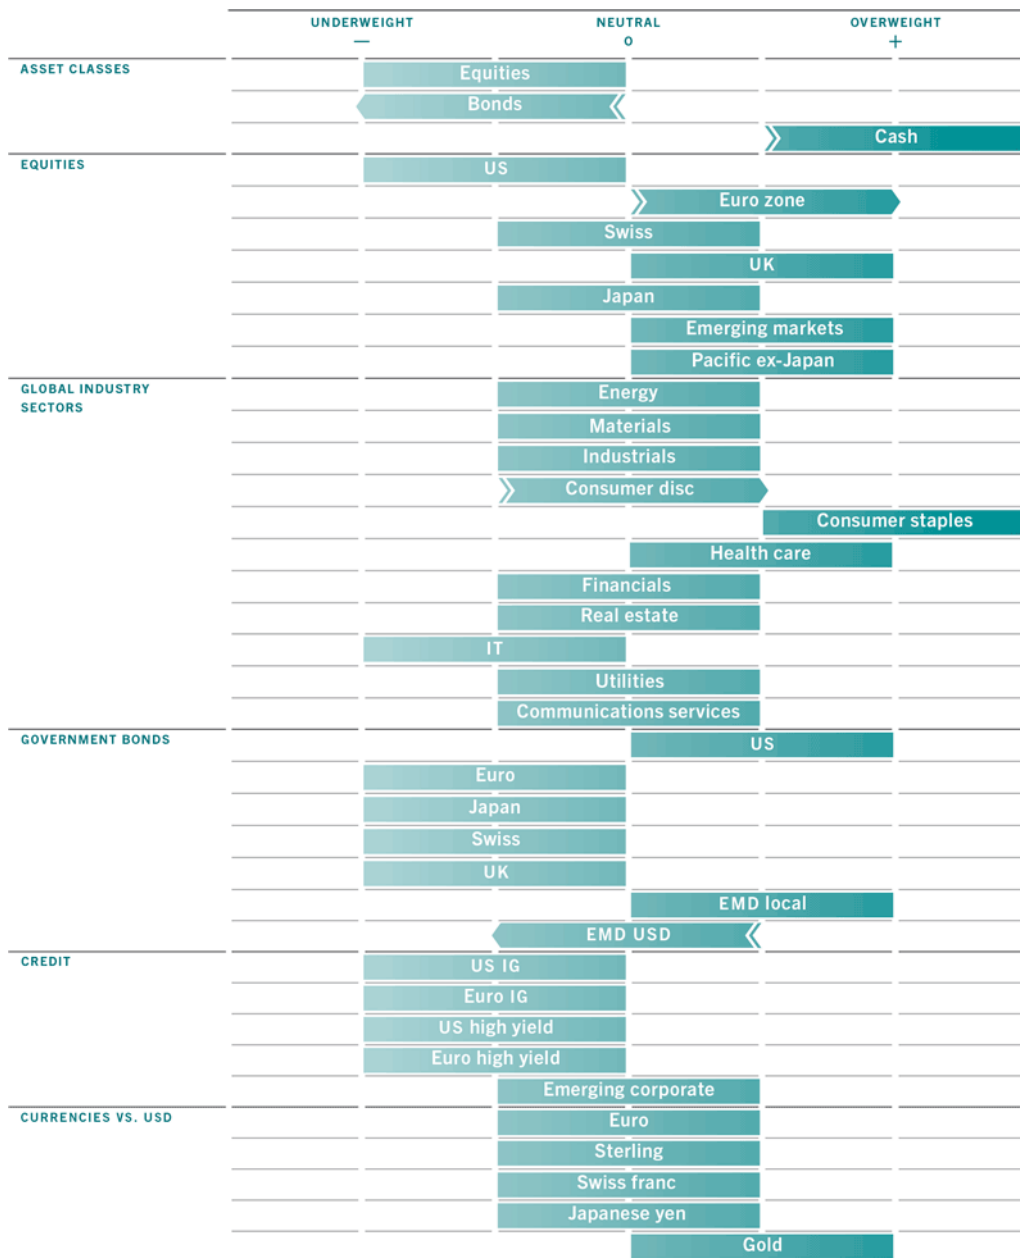 UNDERWEIGHT NEUTRAL OVERWEIGHT
— o +
ASSET CLASSES Equities
Bonds
Cash
EQUITIES US
Euro zone
Swiss
UK
Japan
Emerging markets
Pacific ex-Japan
GLOBAL INDUSTRY Energy
SECTORS
Materials
Industrials
Consumer disc
Consumer staples
Health care
Financials
Real estate
IT
Utilities
Communications services
GOVERNMENT BONDS US
Euro
Japan
Swiss
UK
EMD local
EMD USD
CREDIT US IG
Euro IG
US high yield
Euro high yield
Emerging corporate
CURRENCIES VS. USD Euro
Sterling
Swiss franc
Japanese yen
Gold